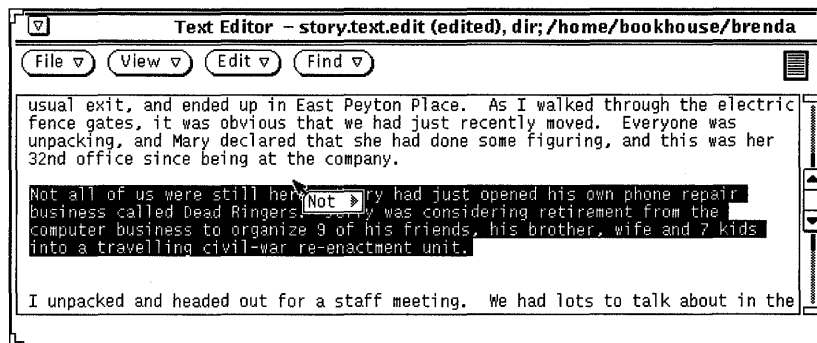 Text Editor – story.text.edit (edited), dir; /home/bookhouse/brenda
File View Edit Find
usual exit, and ended up in East Peyton Place. As I walked through the electric
fence gates, it was obvious that we had just recently moved. Everyone was
unpacking, and Mary declared that she had done some figuring, and this was her
32nd office since being at the company.
Not all of us were still her Not ry had just opened his own phone repair
business called Dead Ringers. was considering retirement from the
computer business to organize 9 of his friends, his brother, wife and 7 kids
into a travelling civil-war re-enactment unit.
I unpacked and headed out for a staff meeting. We had lots to talk about in the